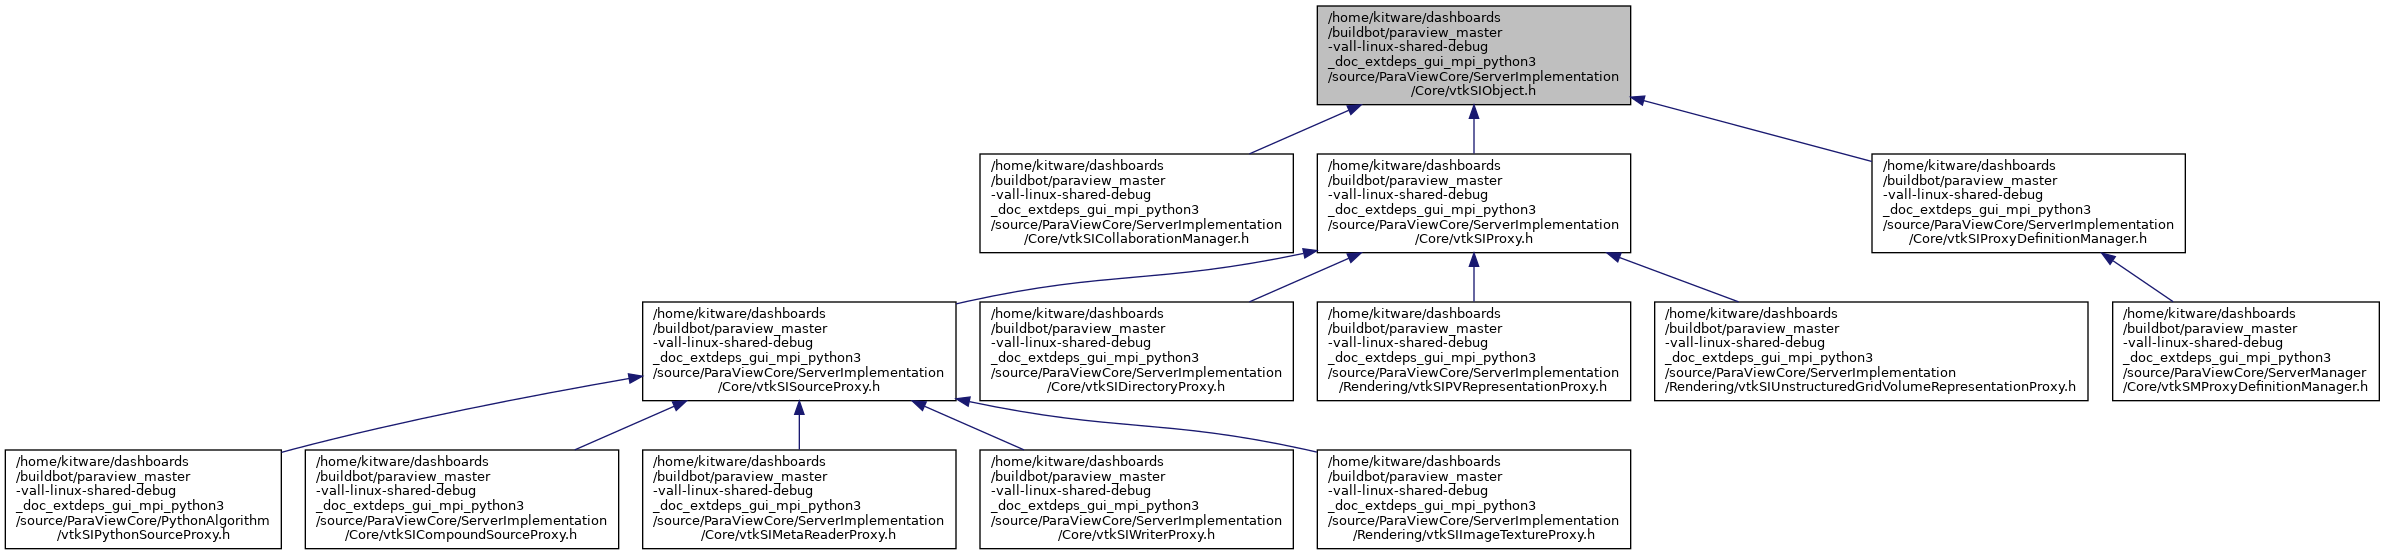 /home/kitware/dashboards
/buildbot/paraview_master
-vall-linux-shared-debug
_doc_extdeps_gui_mpi_python3
/source/ParaViewCore/ServerImplementation
/Core/vtkSIObject.h
/home/kitware/dashboards
/buildbot/paraview_master
-vall-linux-shared-debug
_doc_extdeps_gui_mpi_python3
/source/ParaViewCore/ServerImplementation
/Core/vtkSICollaborationManager.h
/home/kitware/dashboards
/buildbot/paraview_master
-vall-linux-shared-debug
_doc_extdeps_gui_mpi_python3
/source/ParaViewCore/ServerImplementation
/Core/vtkSIProxy.h
/home/kitware/dashboards
/buildbot/paraview_master
-vall-linux-shared-debug
_doc_extdeps_gui_mpi_python3
/source/ParaViewCore/ServerImplementation
/Core/vtkSIProxyDefinitionManager.h
/home/kitware/dashboards
/buildbot/paraview_master
-vall-linux-shared-debug
_doc_extdeps_gui_mpi_python3
/source/ParaViewCore/ServerImplementation
/Core/vtkSISourceProxy.h
/home/kitware/dashboards
/buildbot/paraview_master
-vall-linux-shared-debug
_doc_extdeps_gui_mpi_python3
/source/ParaViewCore/ServerImplementation
/Core/vtkSIDirectoryProxy.h
/home/kitware/dashboards
/buildbot/paraview_master
-vall-linux-shared-debug
_doc_extdeps_gui_mpi_python3
/source/ParaViewCore/ServerImplementation
/Rendering/vtkSIPVRepresentationProxy.h
/home/kitware/dashboards
/buildbot/paraview_master
-vall-linux-shared-debug
_doc_extdeps_gui_mpi_python3
/source/ParaViewCore/ServerImplementation
/Rendering/vtkSIUnstructuredGridVolumeRepresentationProxy.h
/home/kitware/dashboards
/buildbot/paraview_master
-vall-linux-shared-debug
_doc_extdeps_gui_mpi_python3
/source/ParaViewCore/ServerManager
/Core/vtkSMProxyDefinitionManager.h
/home/kitware/dashboards
/buildbot/paraview_master
-vall-linux-shared-debug
_doc_extdeps_gui_mpi_python3
/source/ParaViewCore/PythonAlgorithm
/vtkSIPythonSourceProxy.h
/home/kitware/dashboards
/buildbot/paraview_master
-vall-linux-shared-debug
_doc_extdeps_gui_mpi_python3
/source/ParaViewCore/ServerImplementation
/Core/vtkSICompoundSourceProxy.h
/home/kitware/dashboards
/buildbot/paraview_master
-vall-linux-shared-debug
_doc_extdeps_gui_mpi_python3
/source/ParaViewCore/ServerImplementation
/Core/vtkSIMetaReaderProxy.h
/home/kitware/dashboards
/buildbot/paraview_master
-vall-linux-shared-debug
_doc_extdeps_gui_mpi_python3
/source/ParaViewCore/ServerImplementation
/Core/vtkSIWriterProxy.h
/home/kitware/dashboards
/buildbot/paraview_master
-vall-linux-shared-debug
_doc_extdeps_gui_mpi_python3
/source/ParaViewCore/ServerImplementation
/Rendering/vtkSIImageTextureProxy.h